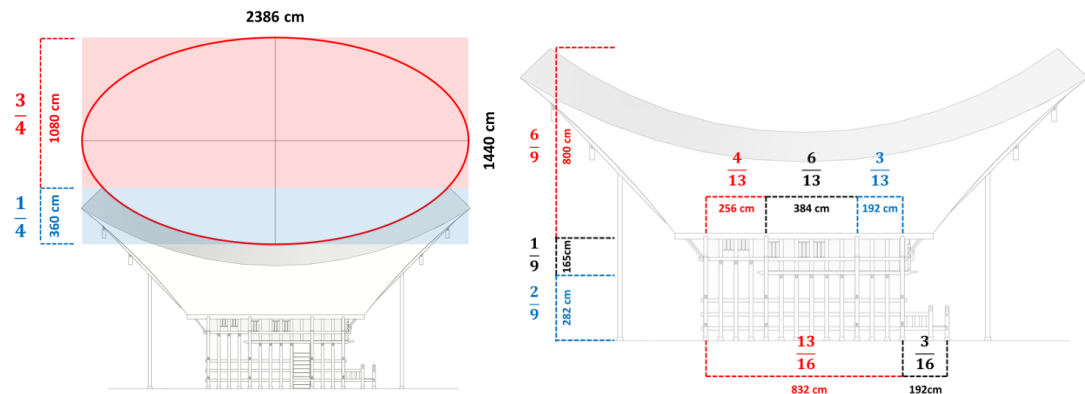 2386 cm
3/4
1080 cm
1440 cm
1/4
360 cm
6/9
800 cm
4/13
6/13
3/13
256 cm
384 cm
192 cm
1/9
165cm
2/9
282 cm
13/16
3/16
832 cm
192cm